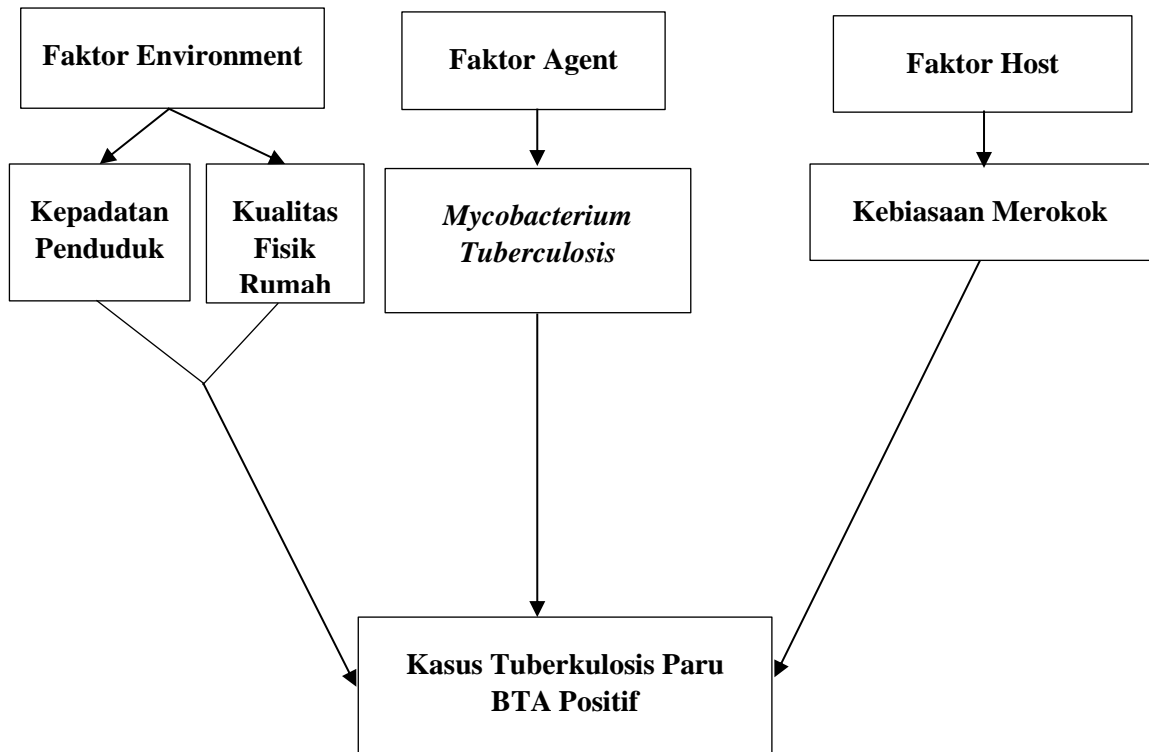 Faktor Environment
Faktor Agent
Faktor Host
Kepadatan
Penduduk
Kualitas
Fisik
Rumah
Mycobacterium
Tuberculosis
Kebiasaan Merokok
Kasus Tuberkulosis Paru
BTA Positif